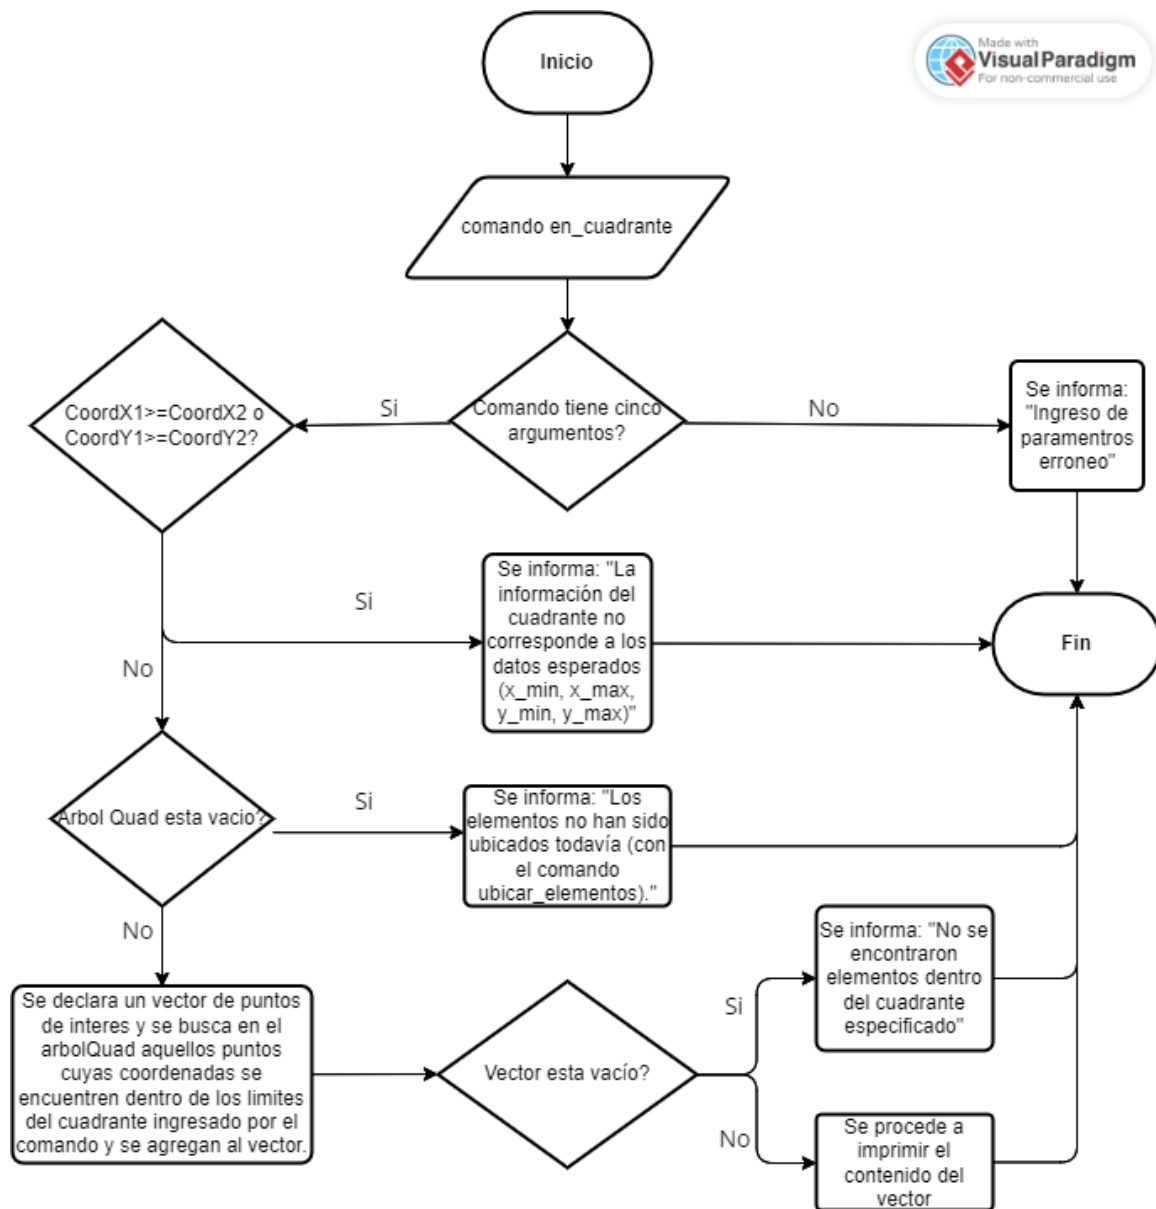 Inicio
Made with
Visual Paradigm
For non-commercial use
comando en_cuadrante
CoordX1>=CoordX2 o
CoordY1>=CoordY2?
Si
Comando tiene cinco
argumentos?
No
Se informa:
"Ingreso de
paramentros
erroneo"
Si
Se informa: "La
información del
cuadrante no
corresponde a los
datos esperados
(x_min, x_max,
y_min, y_max)"
Fin
No
Arbol Quad esta vacio?
Si
Se informa: "Los
elementos no han sido
ubicados todavía (con
el comando
ubicar_elementos)."
No
Se declara un vector de puntos
de interes y se busca en el
arbolQuad aquellos puntos
cuyas coordenadas se
encuentren dentro de los limites
del cuadrante ingresado por el
comando y se agregan al vector.
Vector esta vacío?
Si
Se informa: "No se
encontraron
elementos dentro
del cuadrante
especificado"
No
Se procede a
imprimir el
contenido del
vector